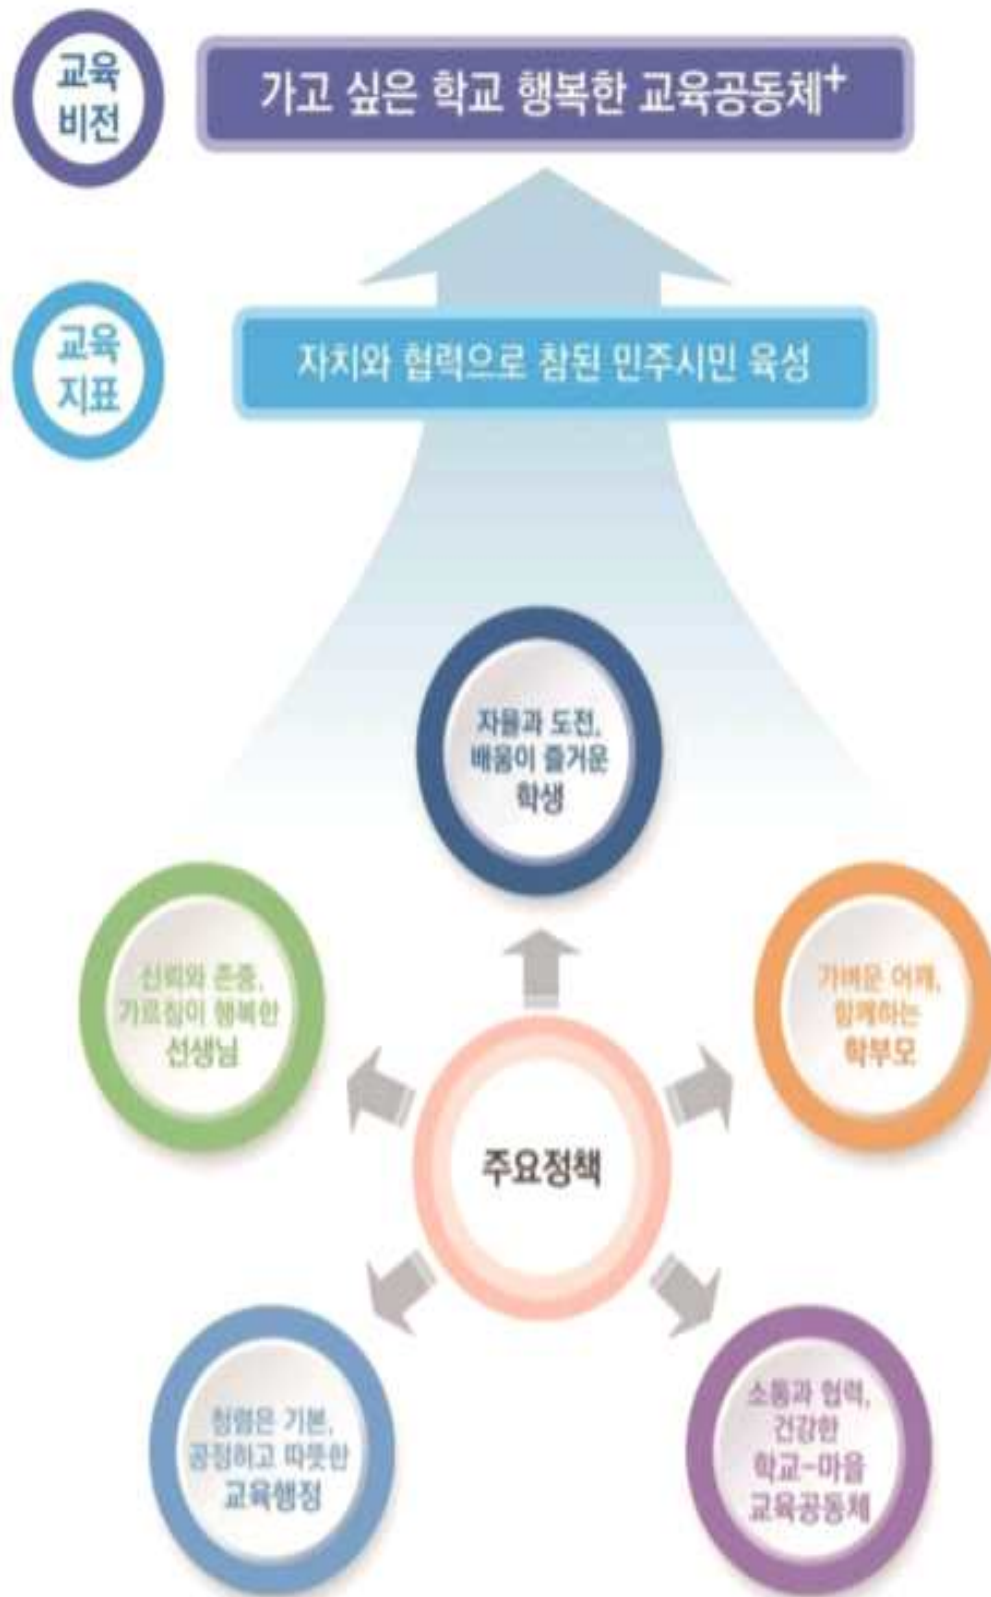 교육
비전
가고 싶은 학교 행복한 교육공동체+
교육
지표
자치와 협력으로 참된 민주시민 육성
자율과 도전,
배움이 즐거운
학생
신뢰와 존중,
가르침이 행복한
선생님
가벼운 어깨,
함께하는
학부모
주요정책
청렴은 기본,
공정하고 따뜻한
교육행정
소통과 협력,
건강한
학교-마을
교육공동체